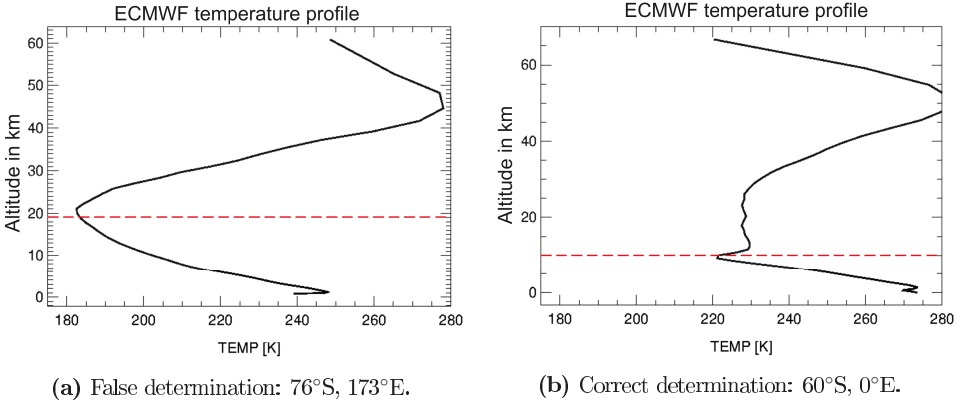 ECMWF temperature profile
60
50
40
30
20
10
0
Altitude in km
180
200
220
240
260
280
TEMP [K]
(a) False determination: 76°S, 173°E.
ECMWF temperature profile
60
40
20
0
Altitude in km
180
200
220
240
260
280
TEMP [K]
(b) Correct determination: 60°S, 0°E.